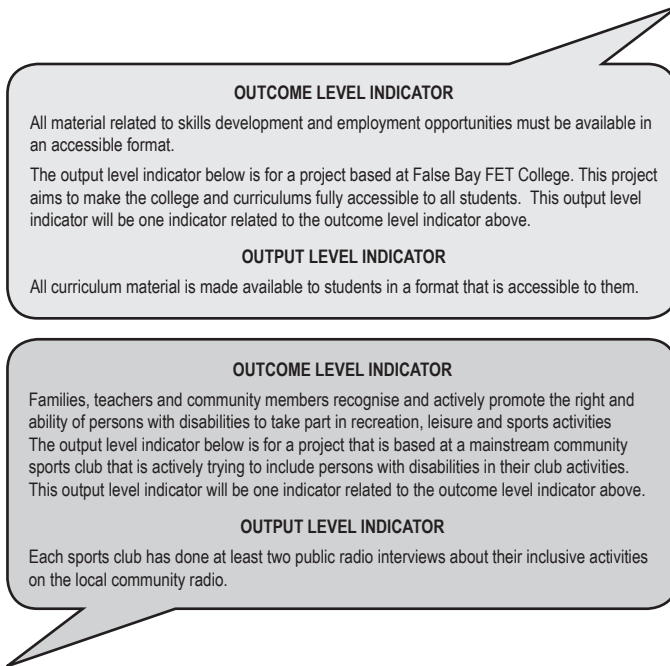 OUTCOME LEVEL INDICATOR
All material related to skills development and employment opportunities must be available in
an accessible format.
The output level indicator below is for a project based at False Bay FET College. This project
aims to make the college and curriculums fully accessible to all students.  This output level
indicator will be one indicator related to the outcome level indicator above.
OUTPUT LEVEL INDICATOR
All curriculum material is made available to students in a format that is accessible to them.
OUTCOME LEVEL INDICATOR
Families, teachers and community members recognise and actively promote the right and
ability of persons with disabilities to take part in recreation, leisure and sports activities
The output level indicator below is for a project that is based at a mainstream community
sports club that is actively trying to include persons with disabilities in their club activities.
This output level indicator will be one indicator related to the outcome level indicator above.
OUTPUT LEVEL INDICATOR
Each sports club has done at least two public radio interviews about their inclusive activities
on the local community radio.